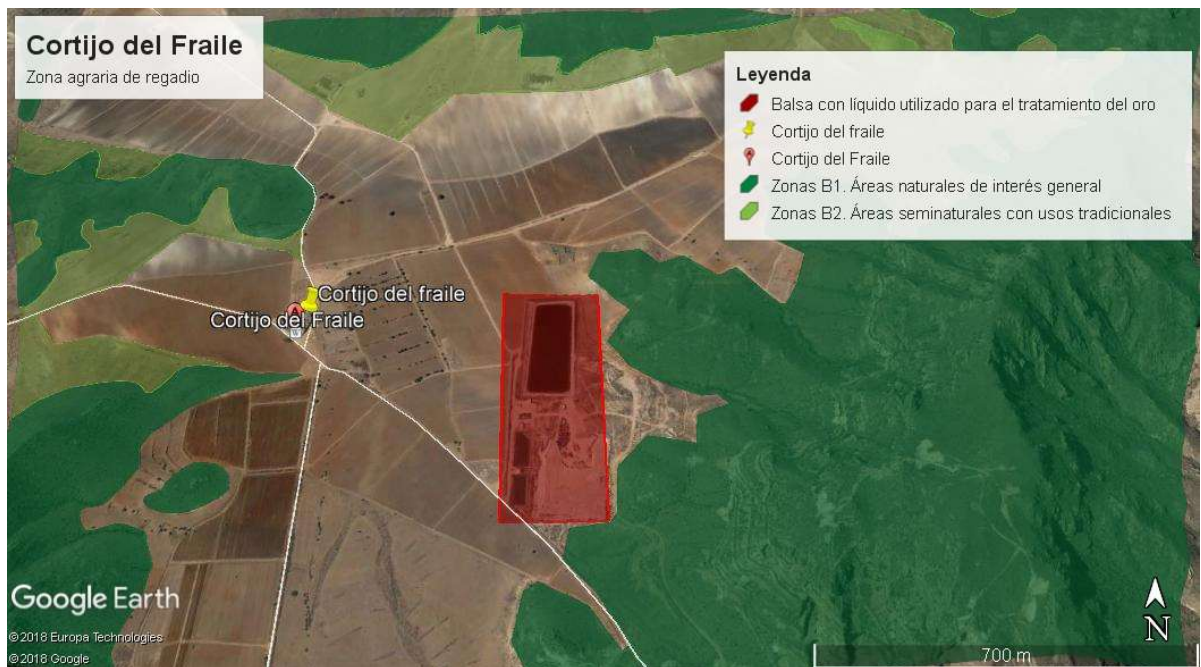 Cortijo del Fraile
Zona agraria de regadio
Leyenda
Balsa con líquido utilizado para el tratamiento del oro
Cortijo del fraile
Cortijo del Fraile
Zonas B1. Áreas naturales de interés general
Zonas B2. Áreas seminaturales con usos tradicionales
Cortijo del fraile
A
Cortijo del Fraile
Google Earth
© 2018 Europa Technologies
© 2018 Google
N
700 m